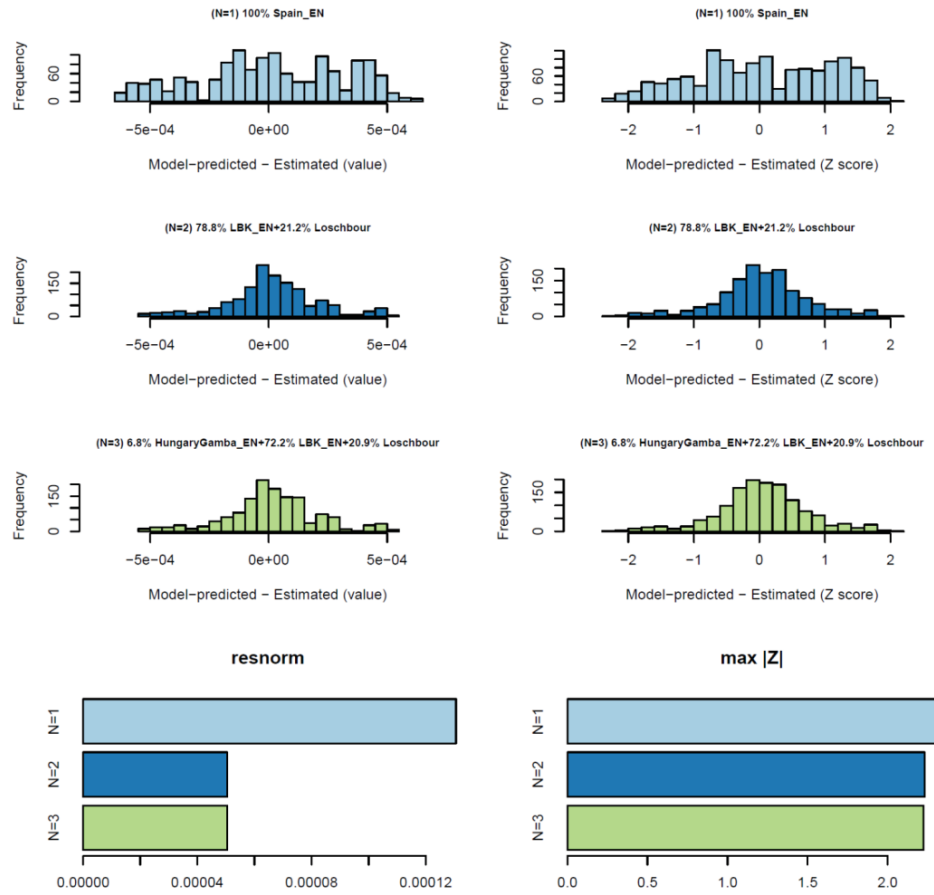 (N=1) 100% Spain_EN
Frequency
0 60
−5e−04 0e+00 5e−04
Model−predicted − Estimated (value)
(N=1) 100% Spain_EN
Frequency
0 60
−2 −1 0 1 2
Model−predicted − Estimated (Z score)
(N=2) 78.8% LBK_EN+21.2% Loschbour
Frequency
0 150
−5e−04 0e+00 5e−04
Model−predicted − Estimated (value)
(N=2) 78.8% LBK_EN+21.2% Loschbour
Frequency
0 150
−2 −1 0 1 2
Model−predicted − Estimated (Z score)
(N=3) 6.8% HungaryGamba_EN+72.2% LBK_EN+20.9% Loschbour
Frequency
0 150
−5e−04 0e+00 5e−04
Model−predicted − Estimated (value)
(N=3) 6.8% HungaryGamba_EN+72.2% LBK_EN+20.9% Loschbour
Frequency
0 150
−2 −1 0 1 2
Model−predicted − Estimated (Z score)
resnorm
N=1
N=2
N=3
0.00000 0.00004 0.00008 0.00012
max |Z|
N=1
N=2
N=3
0.0 0.5 1.0 1.5 2.0